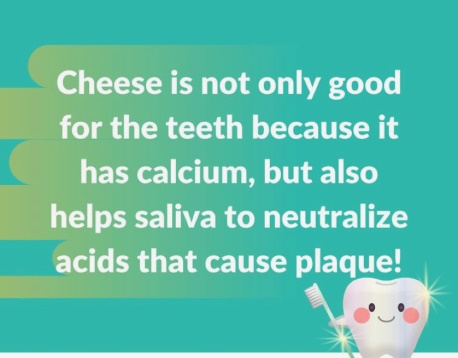 Cheese is not only good
for the teeth because it
has calcium, but also
helps saliva to neutralize
acids that cause plaque!